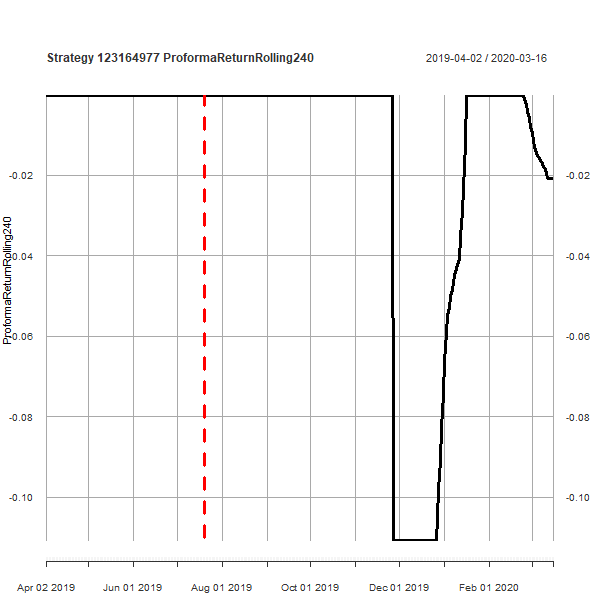 Strategy 123164977 ProformaReturnRolling240
2019-04-02 / 2020-03-16
ProformaReturnRolling240
-0.02
-0.04
-0.06
-0.08
-0.10
-0.02
-0.04
-0.06
-0.08
-0.10
Apr 02 2019
Jun 01 2019
Aug 01 2019
Oct 01 2019
Dec 01 2019
Feb 01 2020